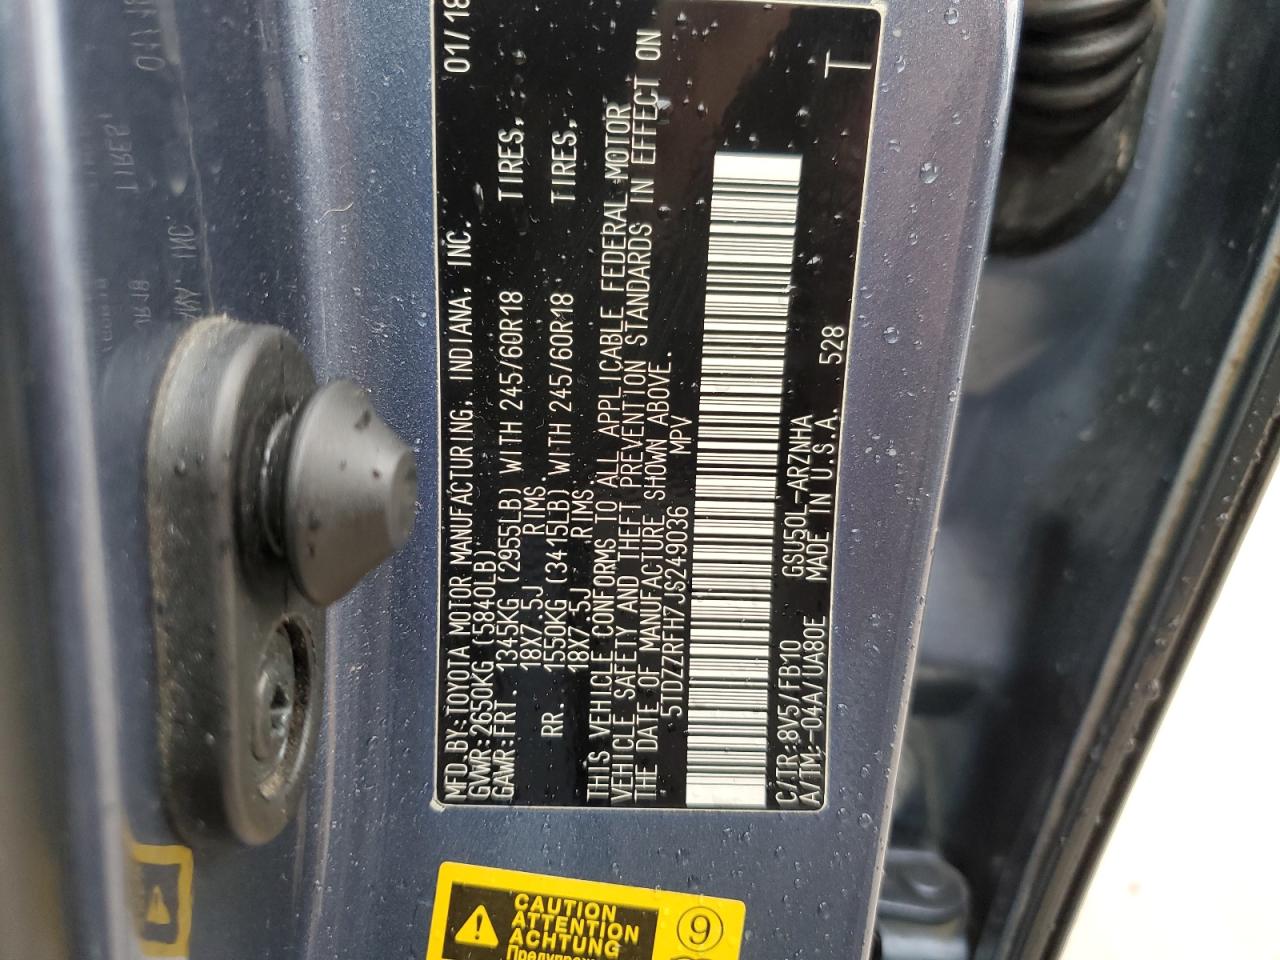 MFD.BY:TOYOTA MOTOR MANUFACTURING, INDIANA, INC. 01/18
GVWR:2650KG (5840LB)
GAWR:FRT. 1345KG (2955LB) WITH 245/60R18 TIRES,
18X7.5J RIMS.
RR. 1550KG (3415LB) WITH 245/60R18 TIRES,
18X7.5J RIMS.
THIS VEHICLE CONFORMS TO ALL APPLICABLE FEDERAL MOTOR
VEHICLE SAFETY AND THEFT PREVENTION STANDARDS IN EFFECT ON
THE DATE OF MANUFACTURE SHOWN ABOVE.
5TDZZRFH7JS249036 MPV
C/TR:8V5/FB10 GSU50L-ARZNHA
A/TM:-04A/UA80E MADE IN U.S.A. 528 T
CAUTION
ATTENTION
ACHTUNG
9